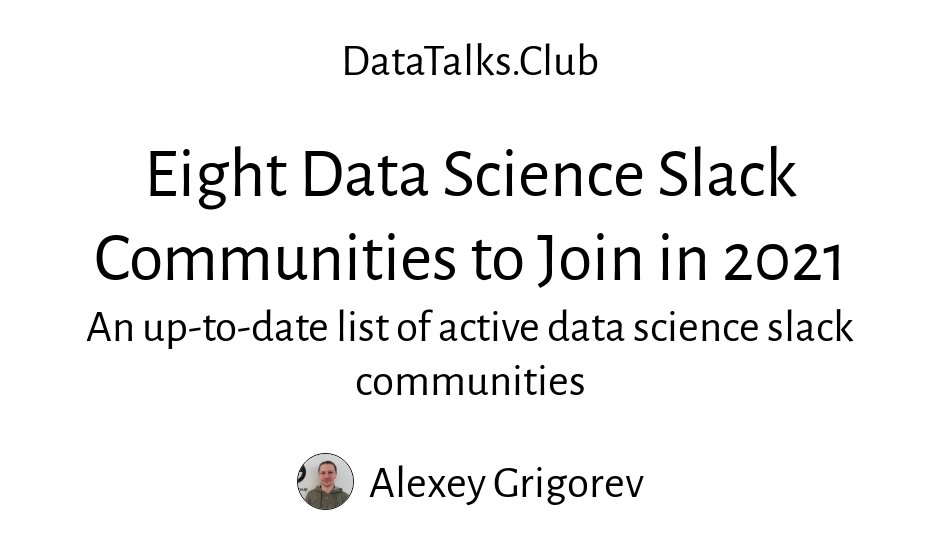 DataTalks.Club
Eight Data Science Slack
Communities to Join in 2021
An up-to-date list of active data science slack
communities
Alexey Grigorev